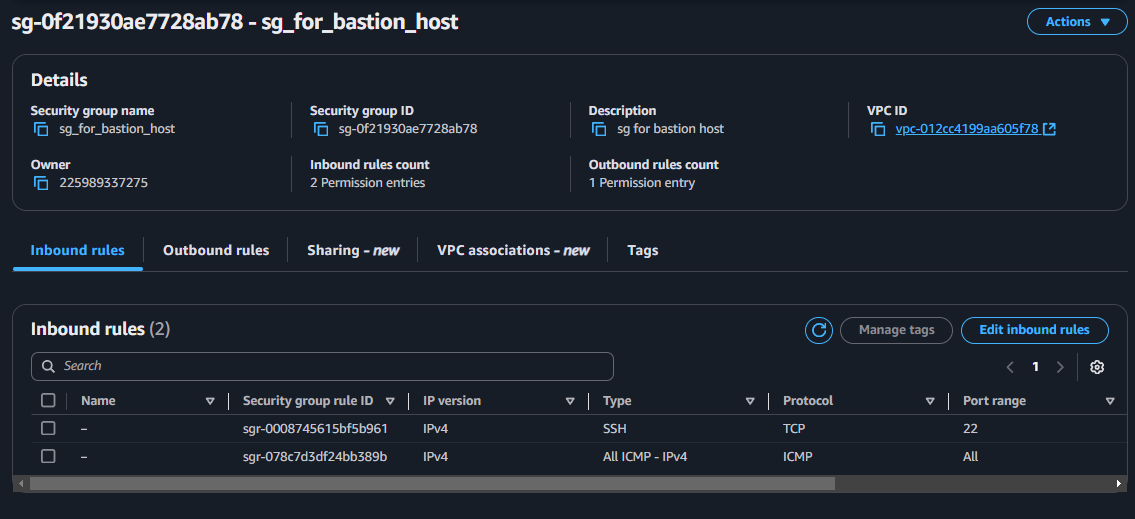 sg-0f21930ae7728ab78 - sg_for_bastion_host
Actions
Details
Security group name
sg_for_bastion_host
Security group ID
sg-0f21930ae7728ab78
Description
sg for bastion host
VPC ID
vpc-012cc4199aa605f78
Owner
225989337275
Inbound rules count
2 Permission entries
Outbound rules count
1 Permission entry
Inbound rules
Outbound rules
Sharing - new
VPC associations - new
Tags
Inbound rules (2)
Manage tags
Edit inbound rules
Search
1
Name Security group rule ID IP version Type Protocol Port range
– sgr-0008745615bf5b961 IPv4 SSH TCP 22
– sgr-078c7d3df24bb389b IPv4 All ICMP - IPv4 ICMP All